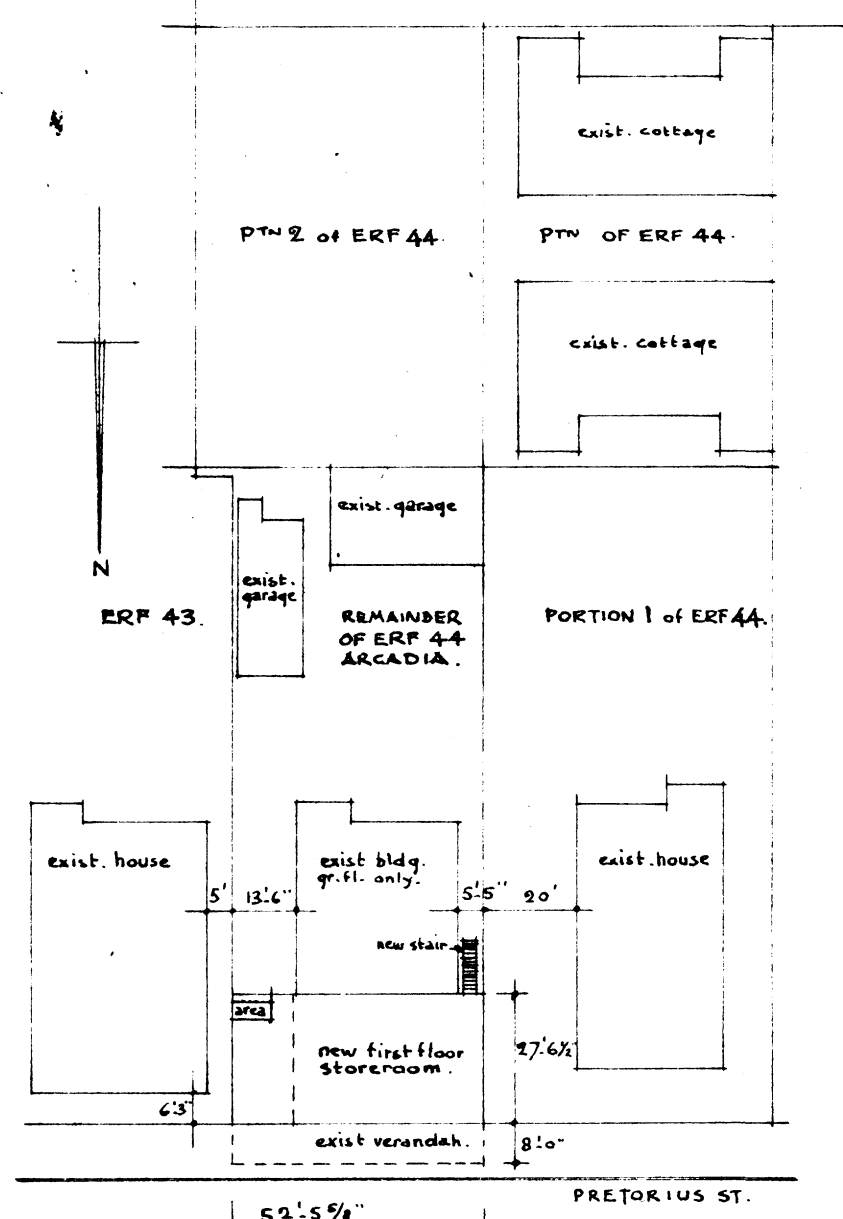 exist. cottage
PTN 2 of ERF 44.
PTN OF ERF 44.
exist. cottage
exist. garage
exist.
garage
N
ERF 43.
REMAINDER
OF ERF 44
ARCADIA.
PORTION 1 of ERF 44.
exist. house
exist bldg.
gr.fl. only.
exist. house
5'
13'-6"
5'-5"
20'
new stair
area
new first floor
storeroom.
27'-6½"
6'3"
exist verandah.
8'-0"
PRETORIUS ST.
52'-5⅝"